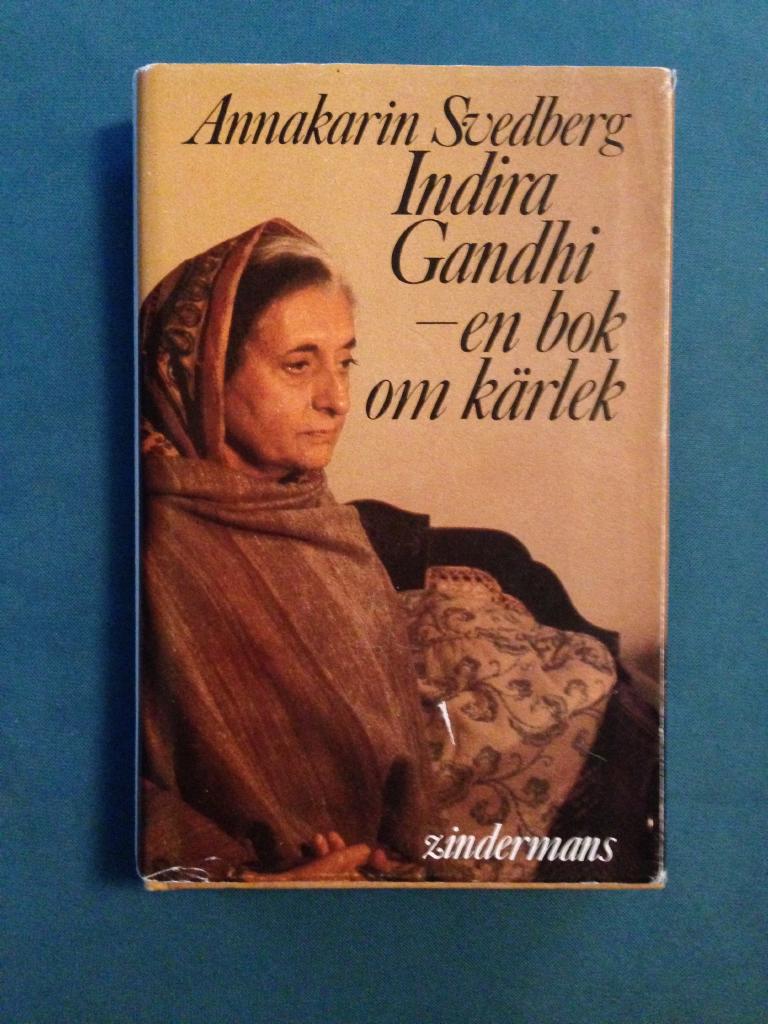 Annakarin Svedberg
Indira
Gandhi
– en bok
om kärlek
zindermans